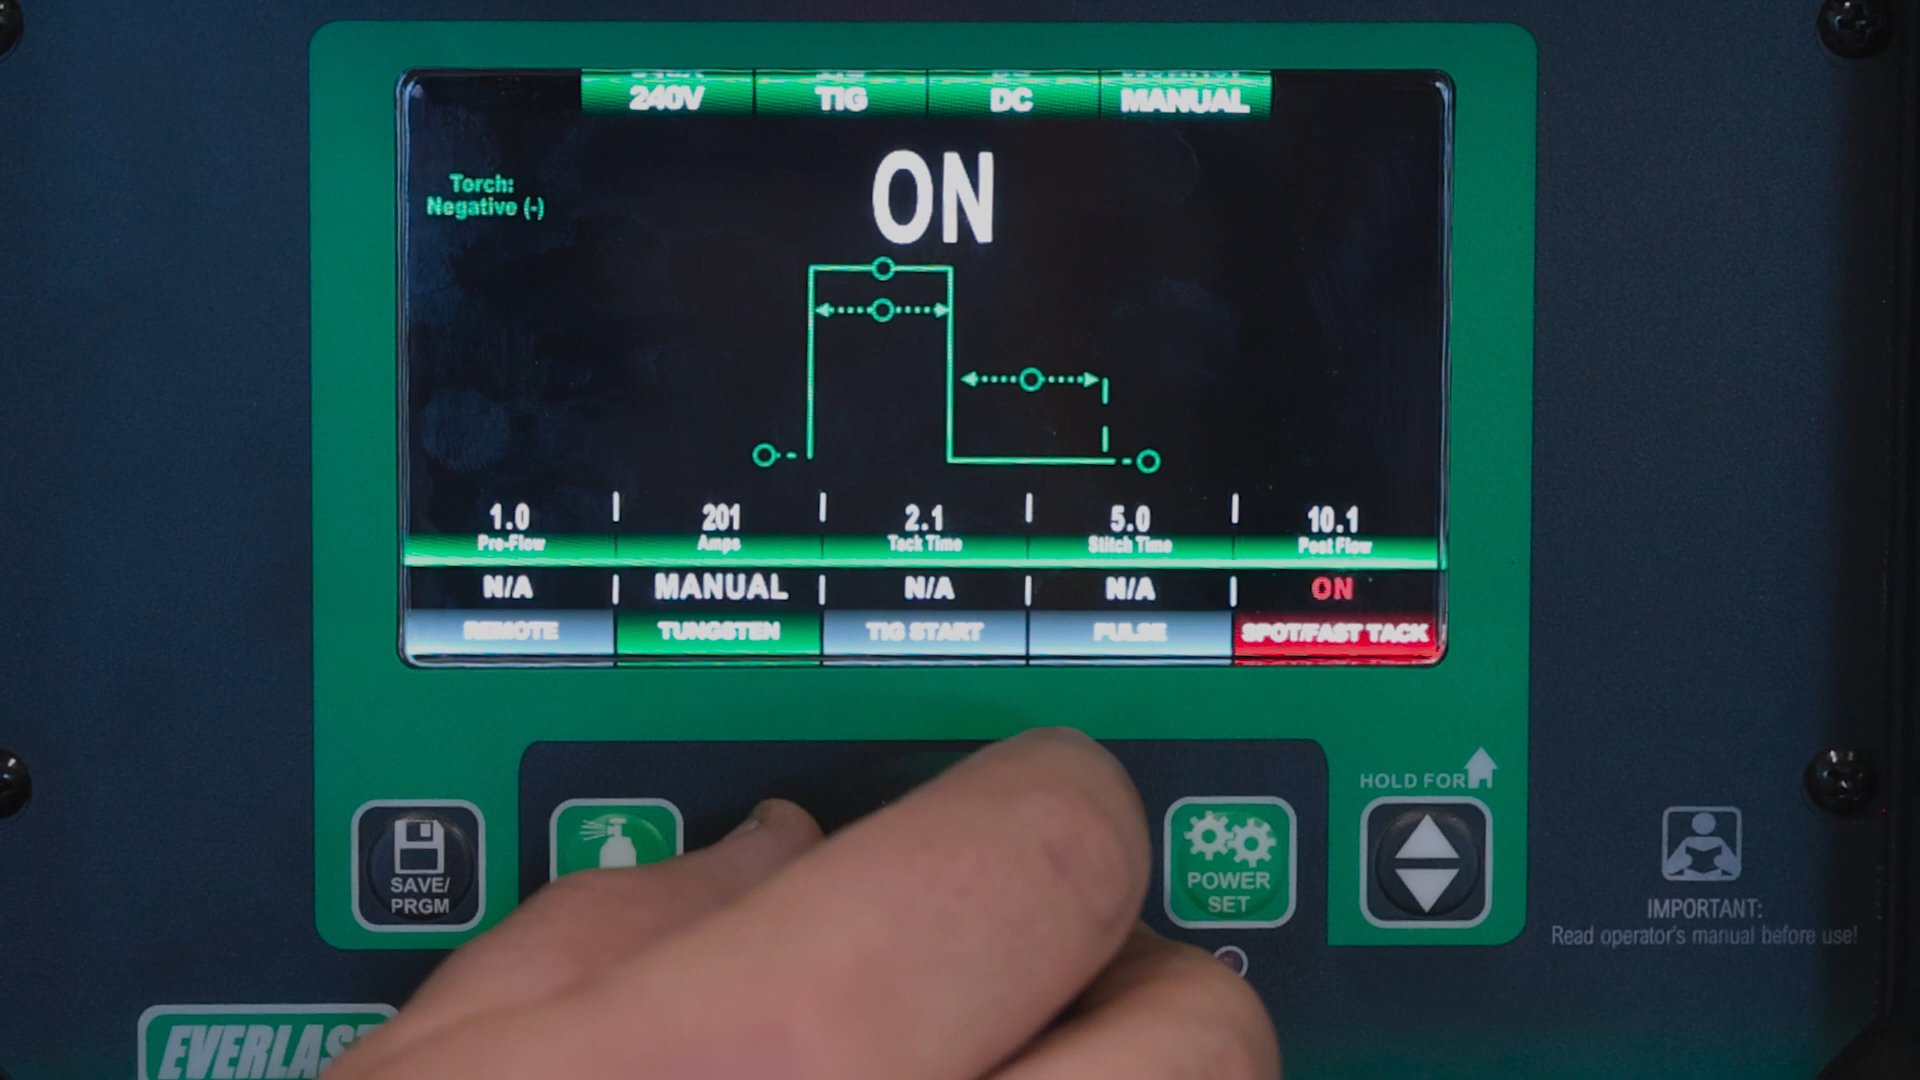 240V TIG DC MANUAL
Torch:
Negative (-)
ON
1.0 201 2.1 5.0 10.1
Pre-Flow Amps Tack Time Stitch Time Post Flow
N/A MANUAL N/A N/A ON
REMOTE TUNGSTEN TIG START PULSE SPOT/FAST TACK
HOLD FOR
SAVE/
PRGM
POWER
SET
IMPORTANT:
Read operator's manual before use!